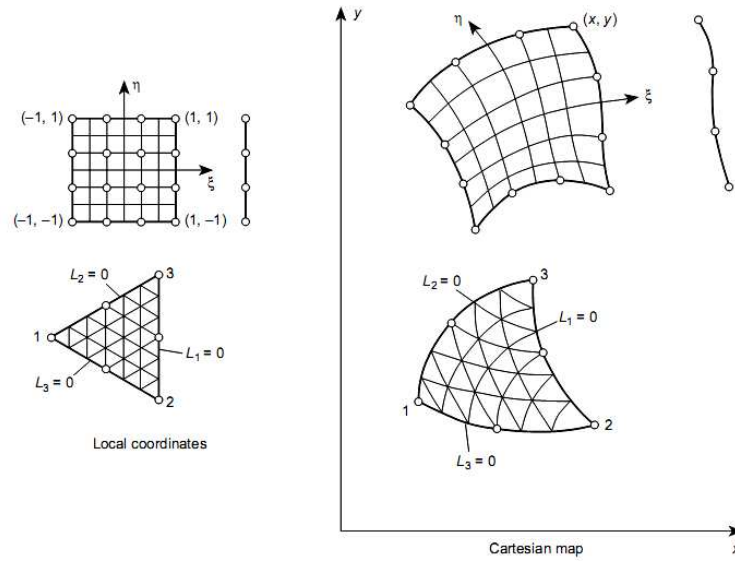 η
(–1, 1)
(1, 1)
ξ
(–1, –1)
(1, –1)
L₂ = 0
3
1
L₁ = 0
L₃ = 0
2
Local coordinates
y
η
(x, y)
ξ
L₂ = 0
3
L₁ = 0
1
2
L₃ = 0
Cartesian map
x